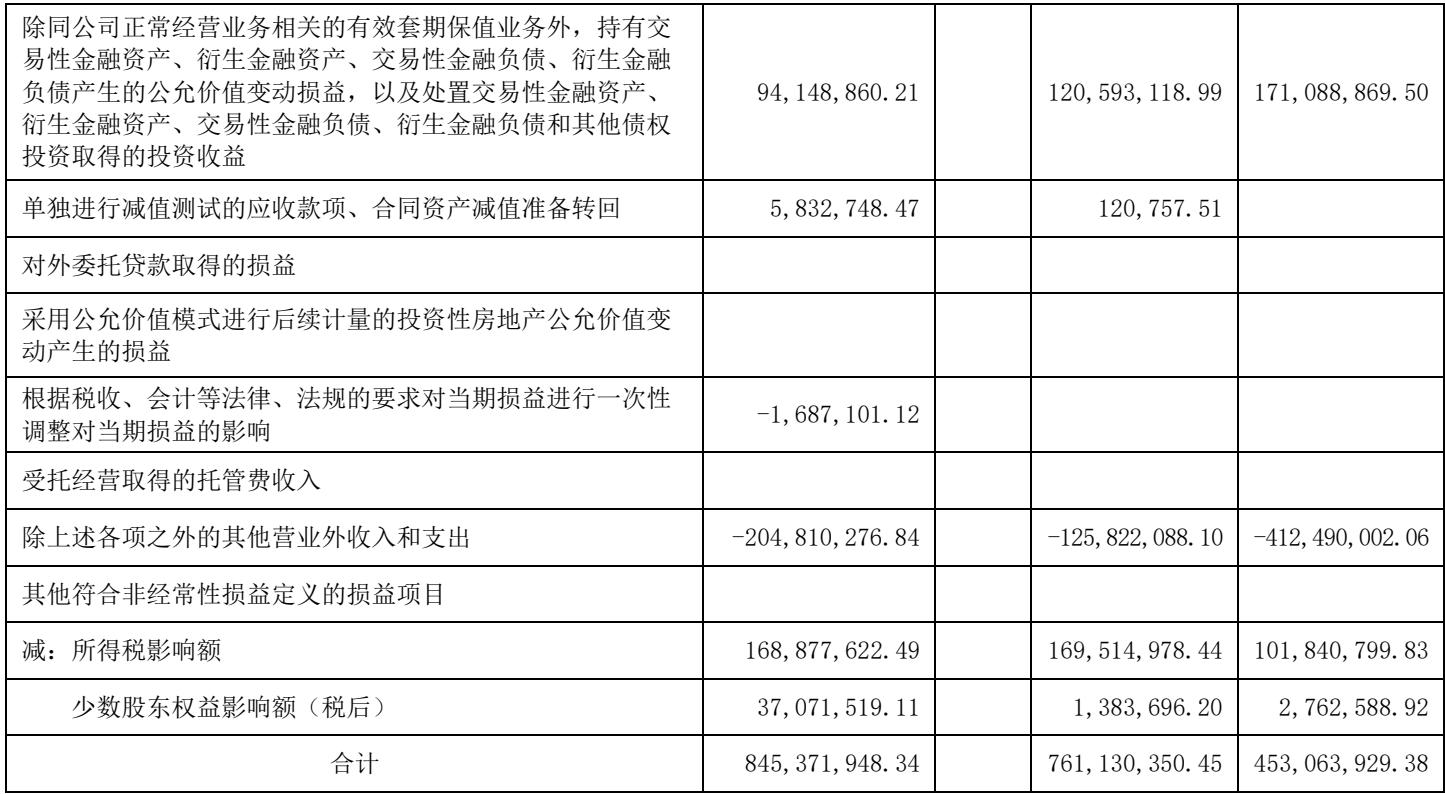 除同公司正常经营业务相关的有效套期保值业务外，持有交
易性金融资产、衍生金融资产、交易性金融负债、衍生金融
负债产生的公允价值变动损益，以及处置交易性金融资产、
衍生金融资产、交易性金融负债、衍生金融负债和其他债权
投资取得的投资收益
94,148,860.21 120,593,118.99 171,088,869.50
单独进行减值测试的应收款项、合同资产减值准备转回 5,832,748.47 120,757.51
对外委托贷款取得的损益
采用公允价值模式进行后续计量的投资性房地产公允价值变
动产生的损益
根据税收、会计等法律、法规的要求对当期损益进行一次性
调整对当期损益的影响
-1,687,101.12
受托经营取得的托管费收入
除上述各项之外的其他营业外收入和支出 -204,810,276.84 -125,822,088.10 -412,490,002.06
其他符合非经常性损益定义的损益项目
减：所得税影响额 168,877,622.49 169,514,978.44 101,840,799.83
少数股东权益影响额（税后） 37,071,519.11 1,383,696.20 2,762,588.92
合计 845,371,948.34 761,130,350.45 453,063,929.38